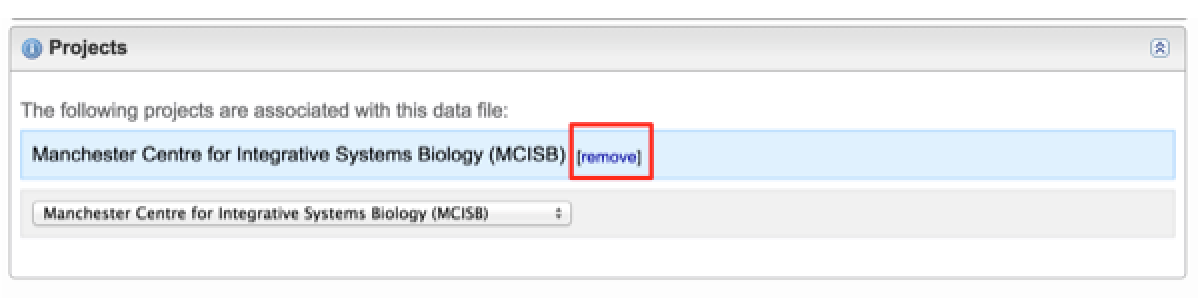 Projects
The following projects are associated with this data file:
Manchester Centre for Integrative Systems Biology (MCISB) [remove]
Manchester Centre for Integrative Systems Biology (MCISB)